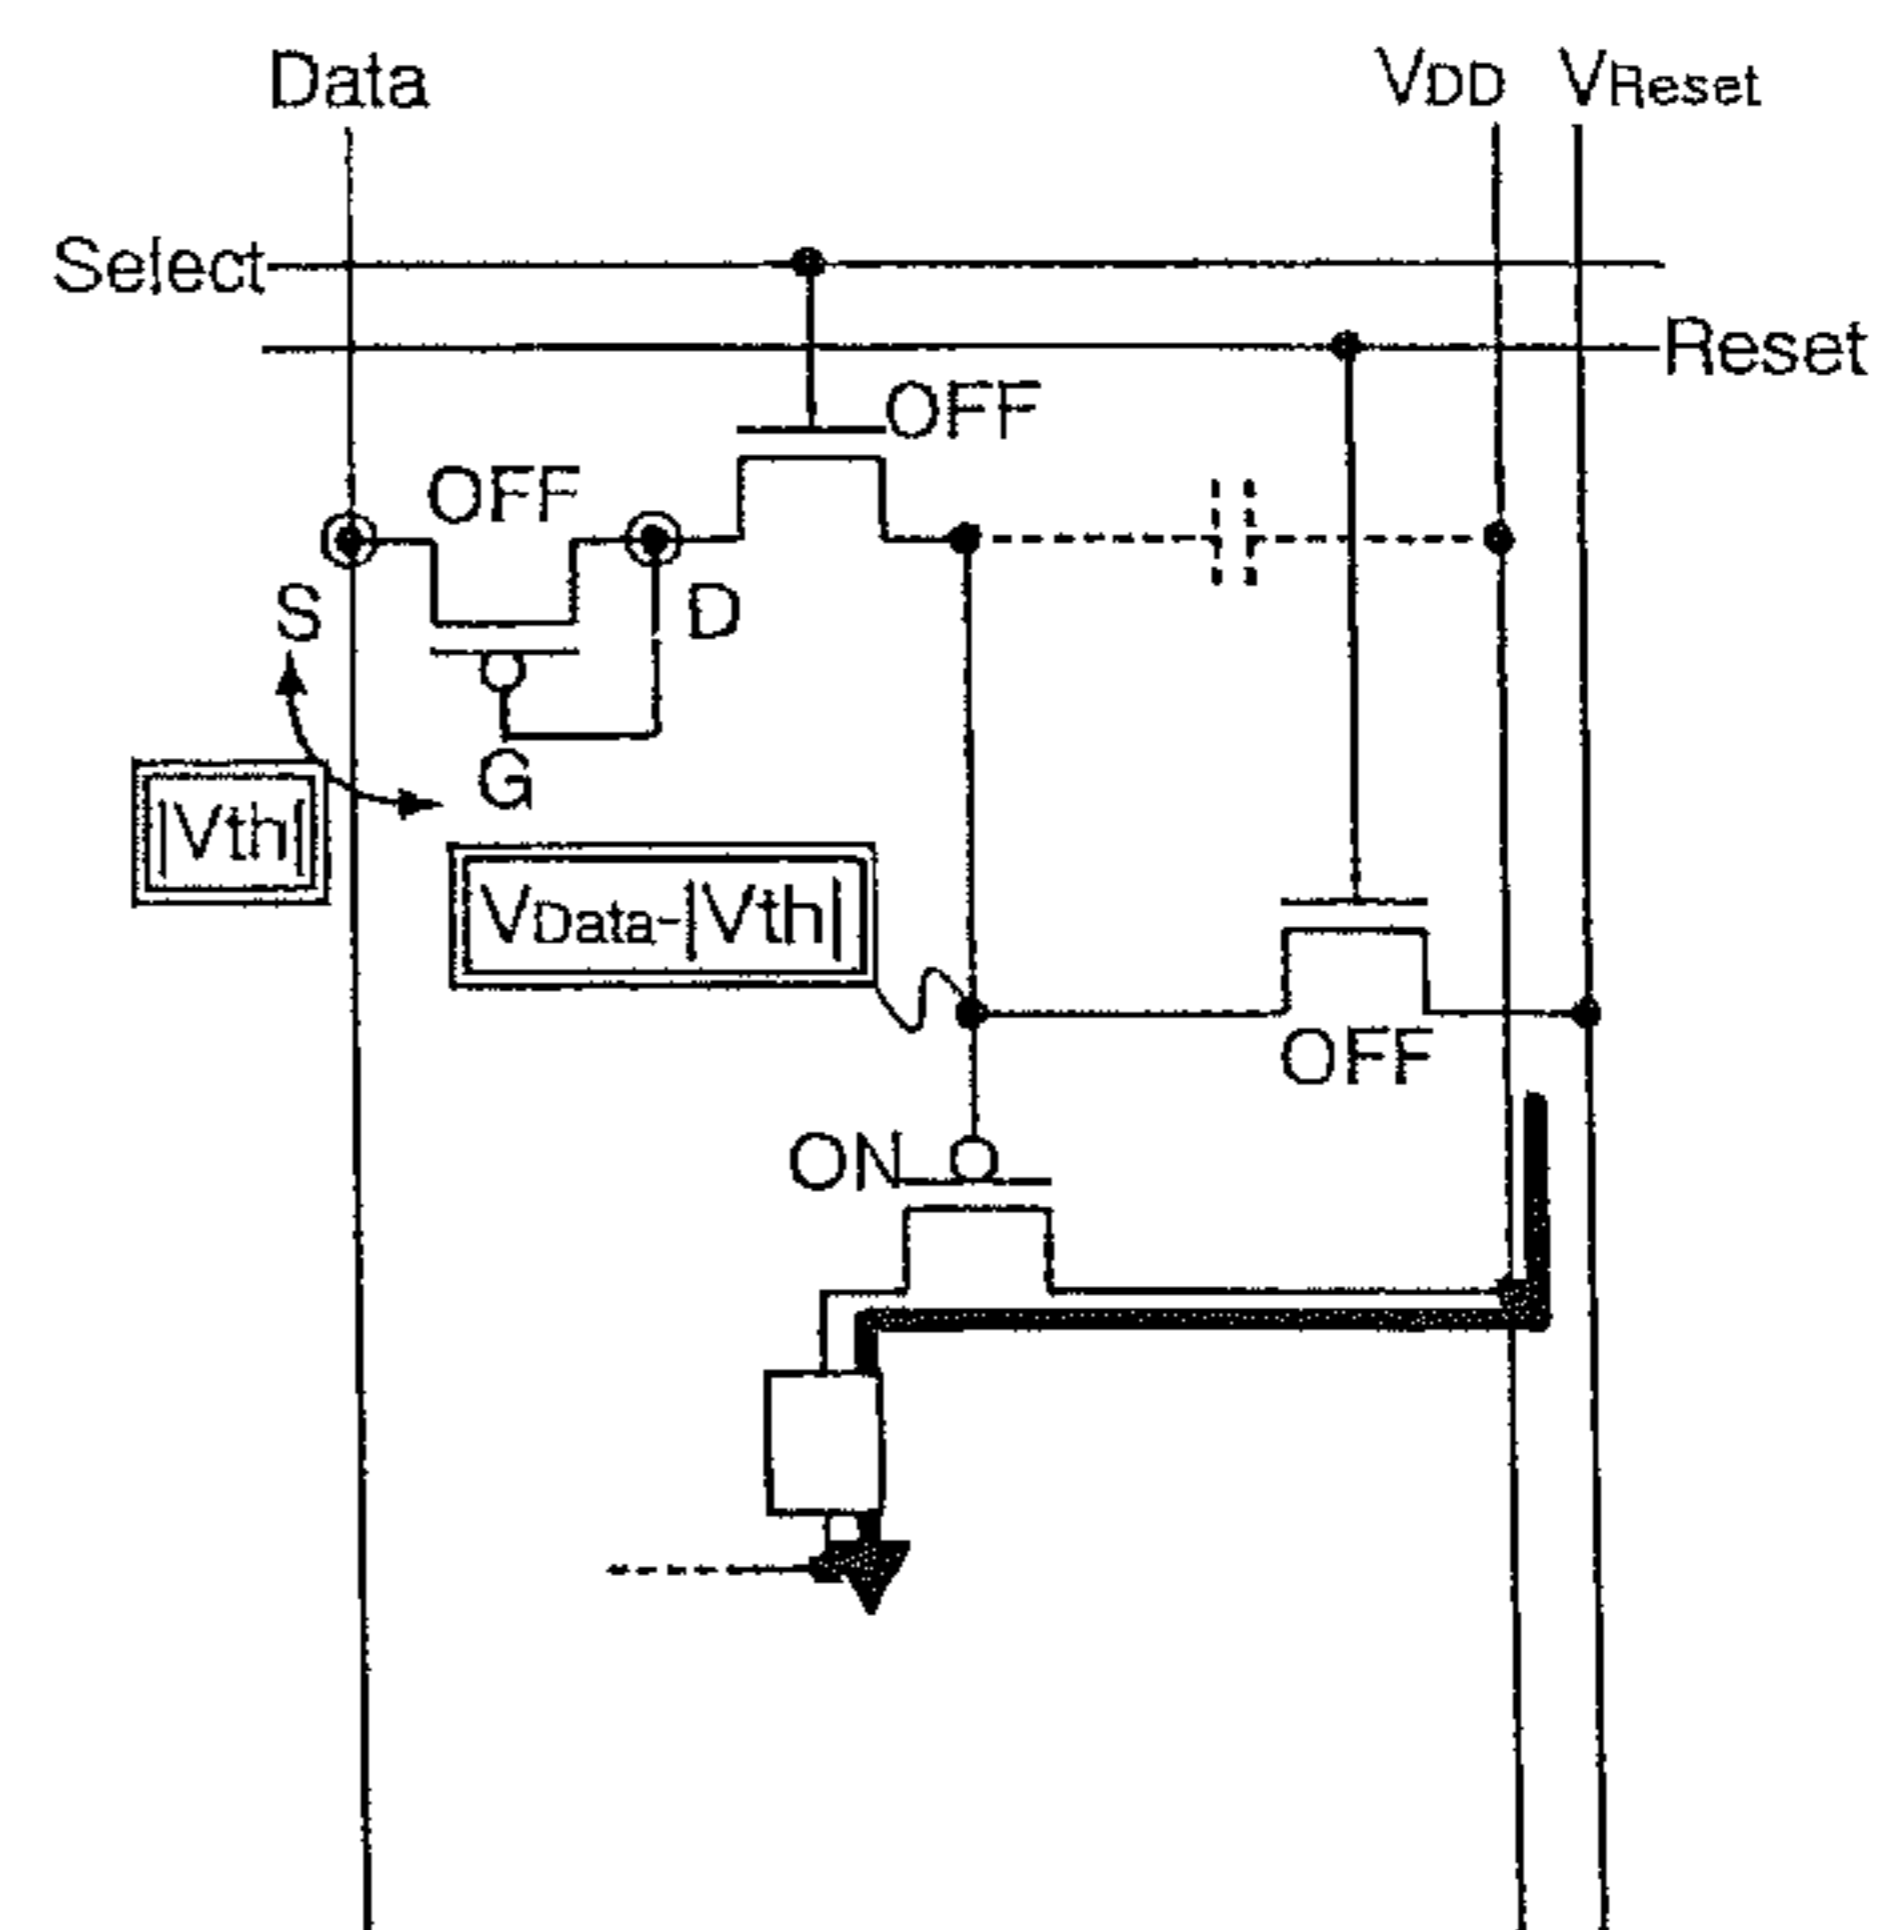 Data
VDD
VReset
Select
Reset
OFF
OFF
S
D
G
|Vth|
VData-|Vth|
OFF
ON